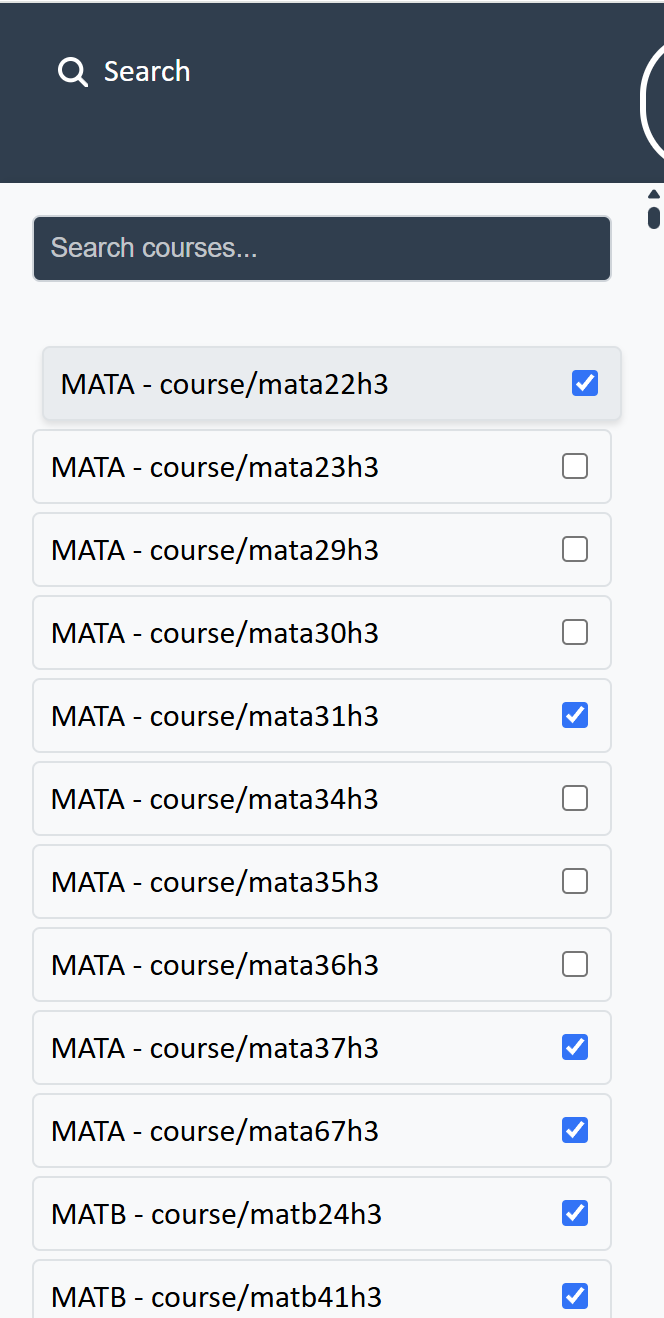 Search
Search courses...
MATA - course/mata22h3
MATA - course/mata23h3
MATA - course/mata29h3
MATA - course/mata30h3
MATA - course/mata31h3
MATA - course/mata34h3
MATA - course/mata35h3
MATA - course/mata36h3
MATA - course/mata37h3
MATA - course/mata67h3
MATB - course/matb24h3
MATB - course/matb41h3